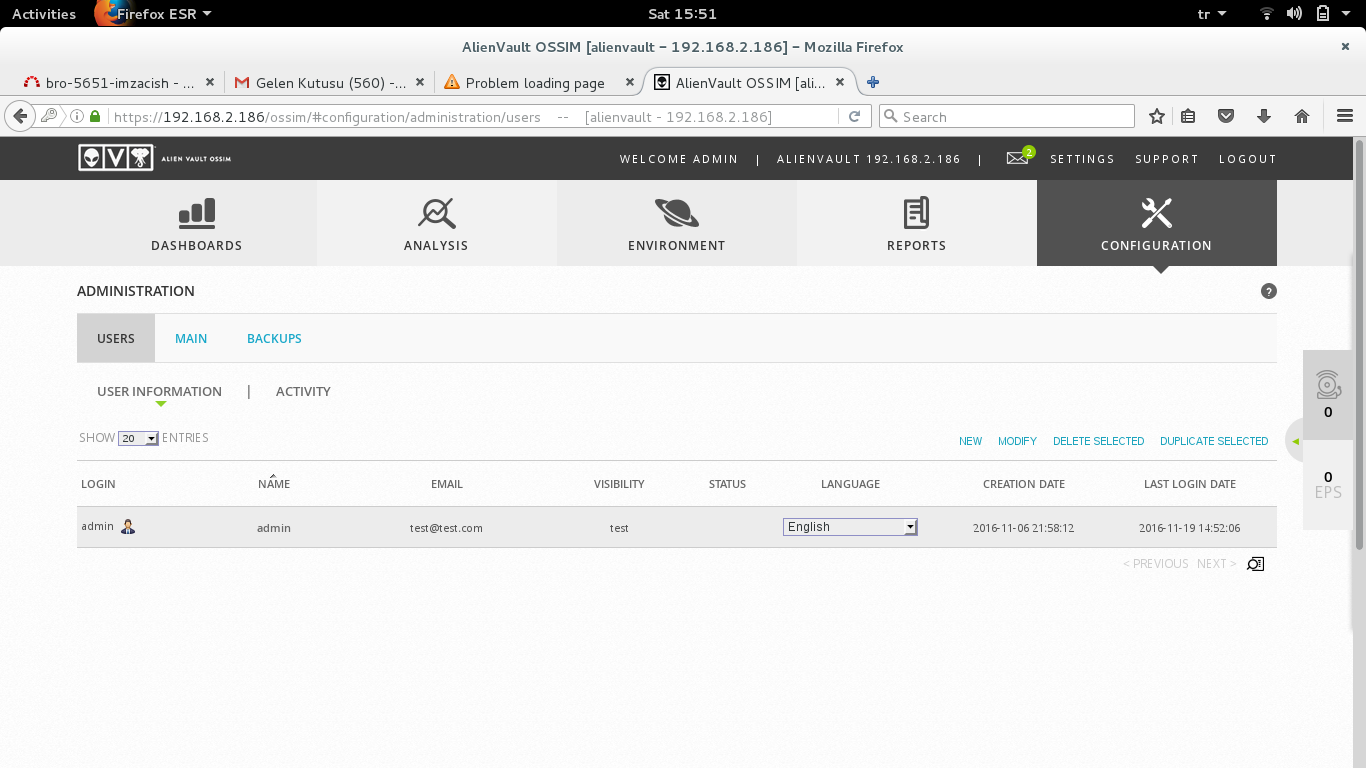 Activities Firefox ESR Sat 15:51 tr
AlienVault OSSIM [alienvault - 192.168.2.186] - Mozilla Firefox
bro-5651-imzacish - ... Gelen Kutusu (560) -... Problem loading page AlienVault OSSIM [ali...
https://192.168.2.186/ossim/#configuration/administration/users -- [alienvault - 192.168.2.186] Search
ALIEN VAULT OSSIM WELCOME ADMIN | ALIENVAULT 192.168.2.186 | 2 SETTINGS SUPPORT LOGOUT
DASHBOARDS ANALYSIS ENVIRONMENT REPORTS CONFIGURATION
ADMINISTRATION ?
USERS MAIN BACKUPS
USER INFORMATION | ACTIVITY
SHOW 20 ENTRIES
NEW MODIFY DELETE SELECTED DUPLICATE SELECTED
LOGIN NAME EMAIL VISIBILITY STATUS LANGUAGE CREATION DATE LAST LOGIN DATE
admin admin test@test.com test English 2016-11-06 21:58:12 2016-11-19 14:52:06
< PREVIOUS NEXT >
0
0
EPS